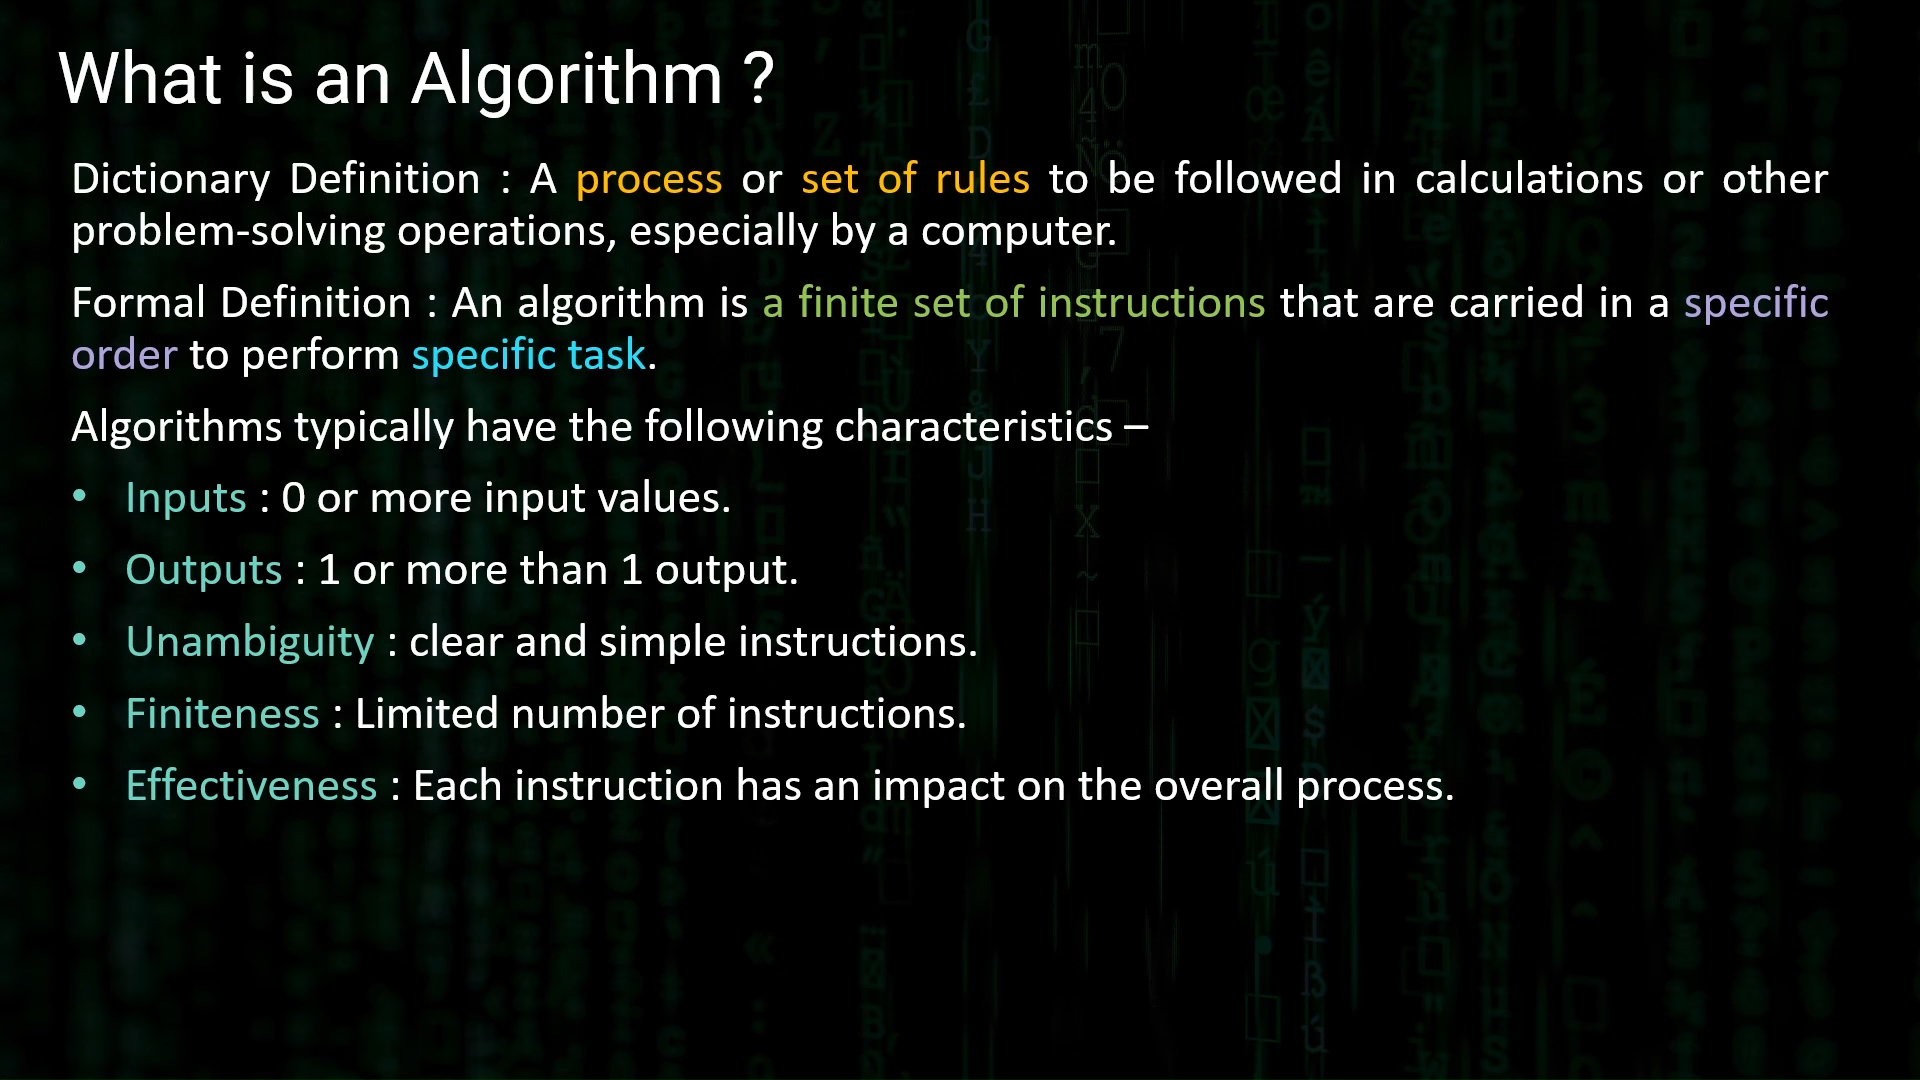 What is an Algorithm ?
Dictionary Definition : A process or set of rules to be followed in calculations or other
problem-solving operations, especially by a computer.
Formal Definition : An algorithm is a finite set of instructions that are carried in a specific
order to perform specific task.
Algorithms typically have the following characteristics –
• Inputs : 0 or more input values.
• Outputs : 1 or more than 1 output.
• Unambiguity : clear and simple instructions.
• Finiteness : Limited number of instructions.
• Effectiveness : Each instruction has an impact on the overall process.